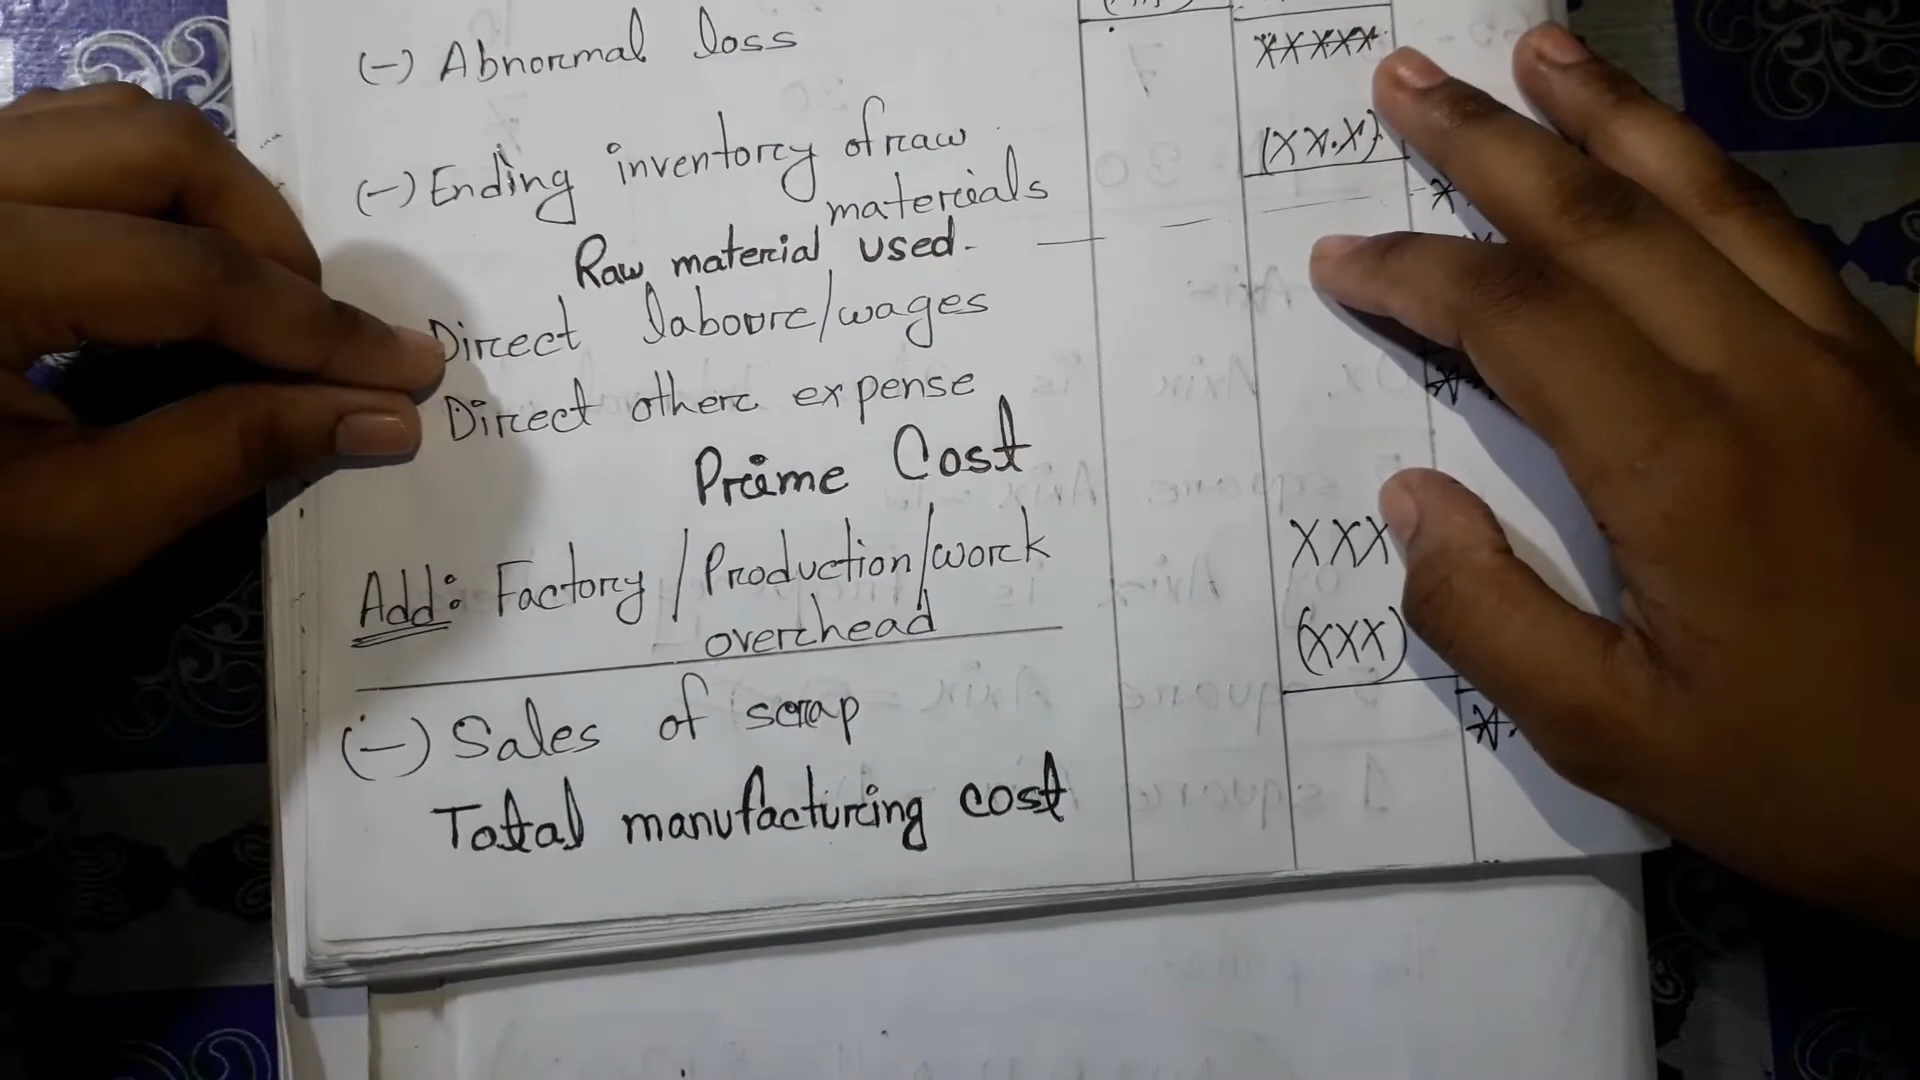 (-) Abnormal loss
XXXXX
(-) Ending inventory of raw materials
(XXX)
Raw material used.
Direct labour/wages
Direct other expense
Prime Cost
Add: Factory / Production/work overhead
XXX
(-) Sales of scrap
(XXX)
Total manufacturing cost